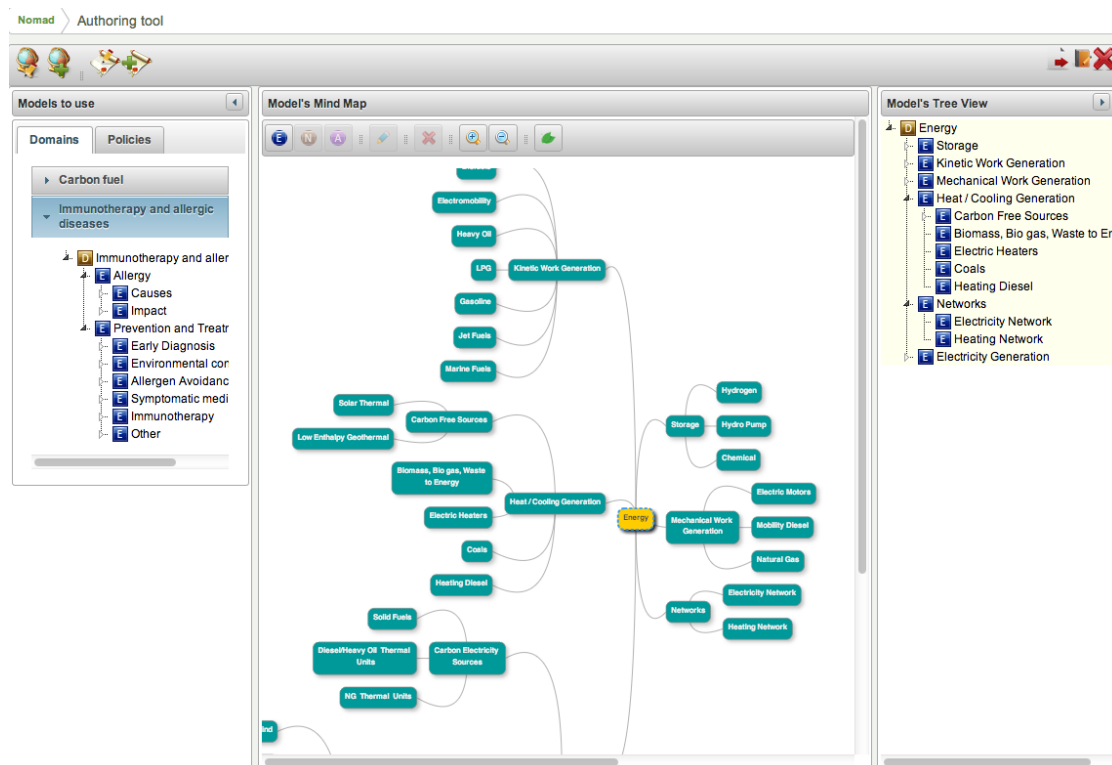 Nomad
Authoring tool
Models to use
Domains
Policies
Carbon fuel
Immunotherapy and allergic
diseases
D
Immunotherapy and aller
E
Allergy
E
Causes
E
Impact
E
Prevention and Treatr
E
Early Diagnosis
E
Environmental cor
E
Allergen Avoidanc
E
Symptomatic medi
E
Immunotherapy
E
Other
Model's Mind Map
E
N
A
Electromobility
Heavy Oil
LPG
Kinetic Work Generation
Gasoline
Jet Fuels
Marine Fuels
Solar Thermal
Carbon Free Sources
Low Enthalpy Geothermal
Biomass, Bio gas, Waste
to Energy
Heat / Cooling Generation
Electric Heaters
Coals
Heating Diesel
Solid Fuels
Diesel/Heavy Oil Thermal
Units
Carbon Electricity
Sources
NG Thermal Units
ind
Energy
Hydrogen
Storage
Hydro Pump
Chemical
Electric Motors
Mechanical Work
Generation
Mobility Diesel
Natural Gas
Electricity Network
Networks
Heating Network
Model's Tree View
D
Energy
E
Storage
E
Kinetic Work Generation
E
Mechanical Work Generation
E
Heat / Cooling Generation
E
Carbon Free Sources
E
Biomass, Bio gas, Waste to Er
E
Electric Heaters
E
Coals
E
Heating Diesel
E
Networks
E
Electricity Network
E
Heating Network
E
Electricity Generation